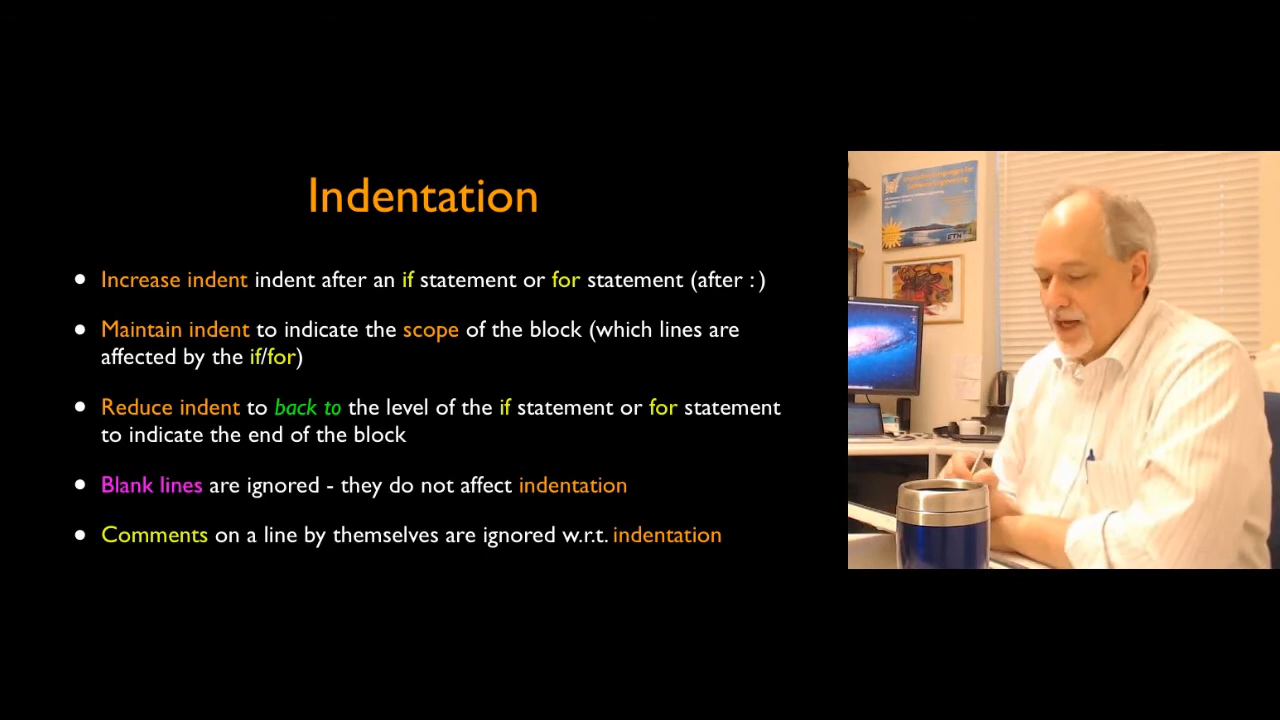 Indentation
● Increase indent indent after an if statement or for statement (after : )
● Maintain indent to indicate the scope of the block (which lines are
affected by the if/for)
● Reduce indent to back to the level of the if statement or for statement
to indicate the end of the block
● Blank lines are ignored - they do not affect indentation
● Comments on a line by themselves are ignored w.r.t. indentation
ETH